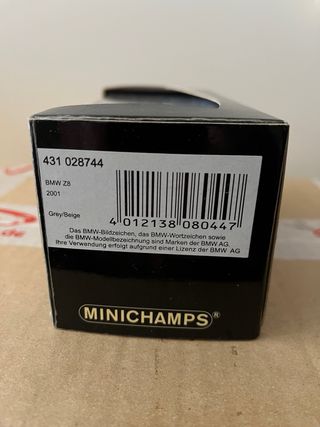 431 028744
BMW Z8
2001
Grey/Beige
4 012138 080447
Das BMW-Bildzeichen, das BMW-Wortzeichen sowie
die BMW-Modellbezeichnung sind Marken der BMW AG.
Ihre Verwendung erfolgt aufgrund einer Lizenz der BMW AG
MINICHAMPS®